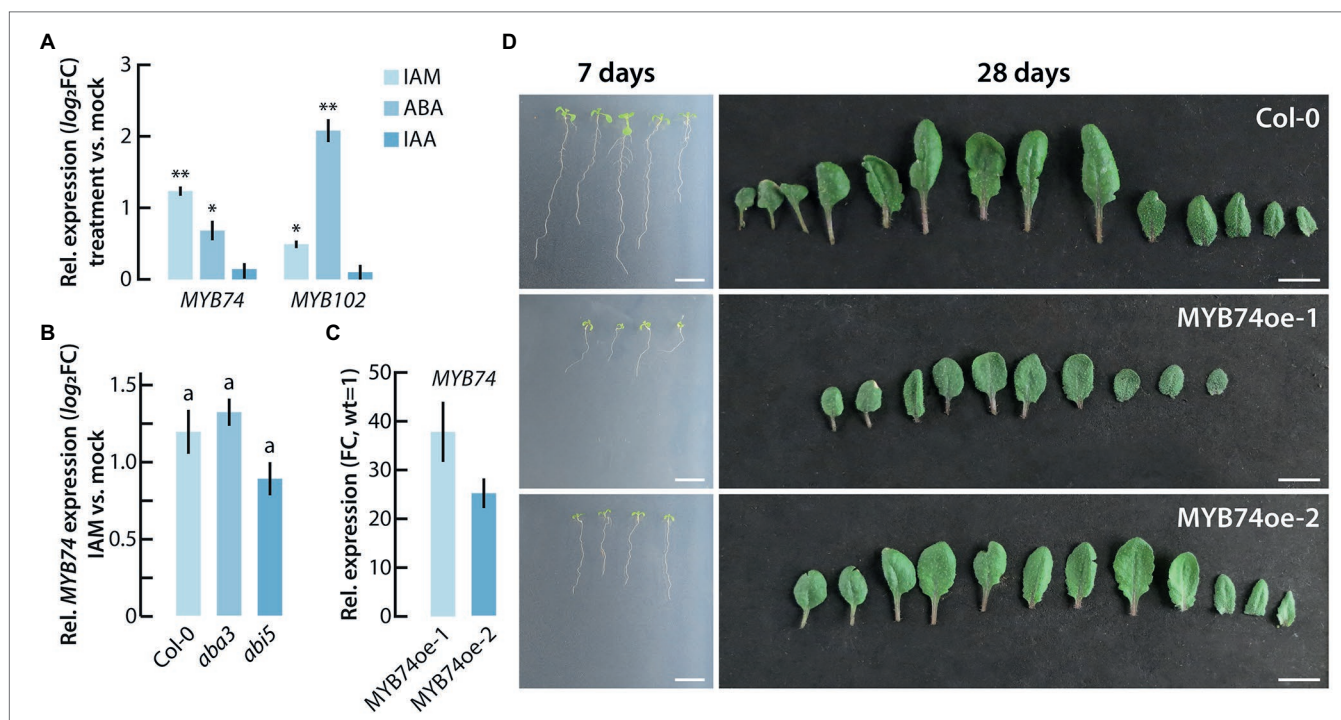 A
Rel. expression (log₂FC)
treatment vs. mock
3
2
1
0
**
*
*
**
IAM
ABA
IAA
MYB74
MYB102
B
Rel. MYB74 expression (log₂FC)
IAM vs. mock
1.5
1.0
0.5
0
a
a
a
Col-0
aba3
abi5
C
Rel. expression (FC, wt=1)
MYB74
50
40
30
20
10
0
MYB74oe-1
MYB74oe-2
D
7 days
28 days
Col-0
MYB74oe-1
MYB74oe-2